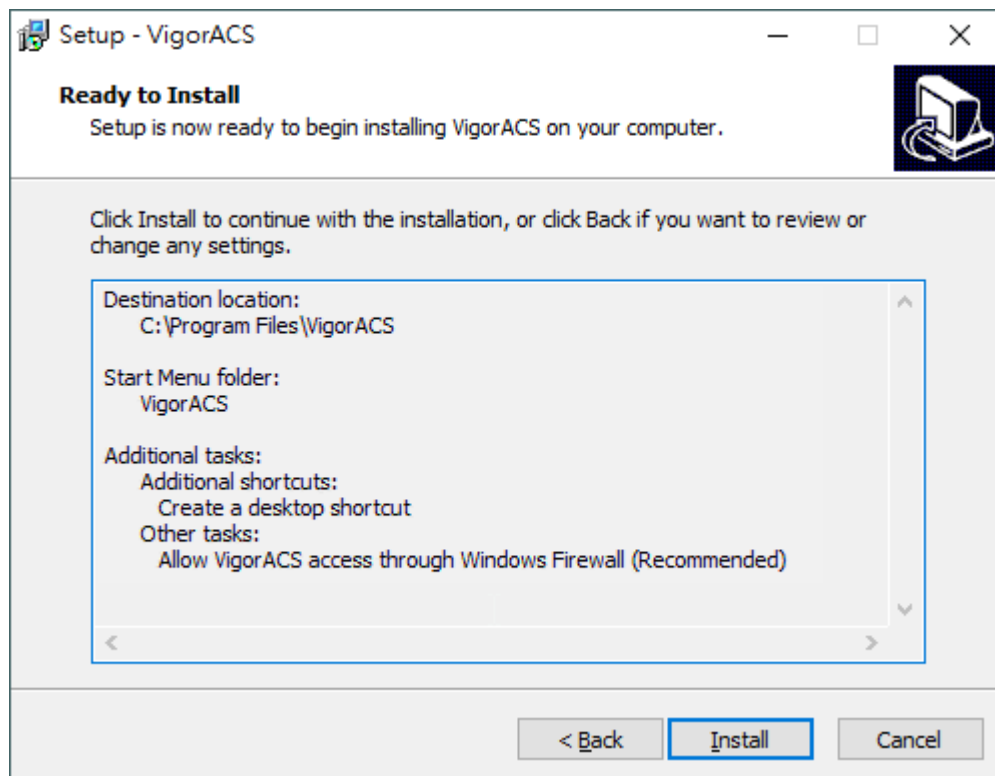 Setup - VigorACS
Ready to Install
Setup is now ready to begin installing VigorACS on your computer.
Click Install to continue with the installation, or click Back if you want to review or
change any settings.
Destination location:
C:\Program Files\VigorACS
Start Menu folder:
VigorACS
Additional tasks:
Additional shortcuts:
Create a desktop shortcut
Other tasks:
Allow VigorACS access through Windows Firewall (Recommended)
< Back Install Cancel